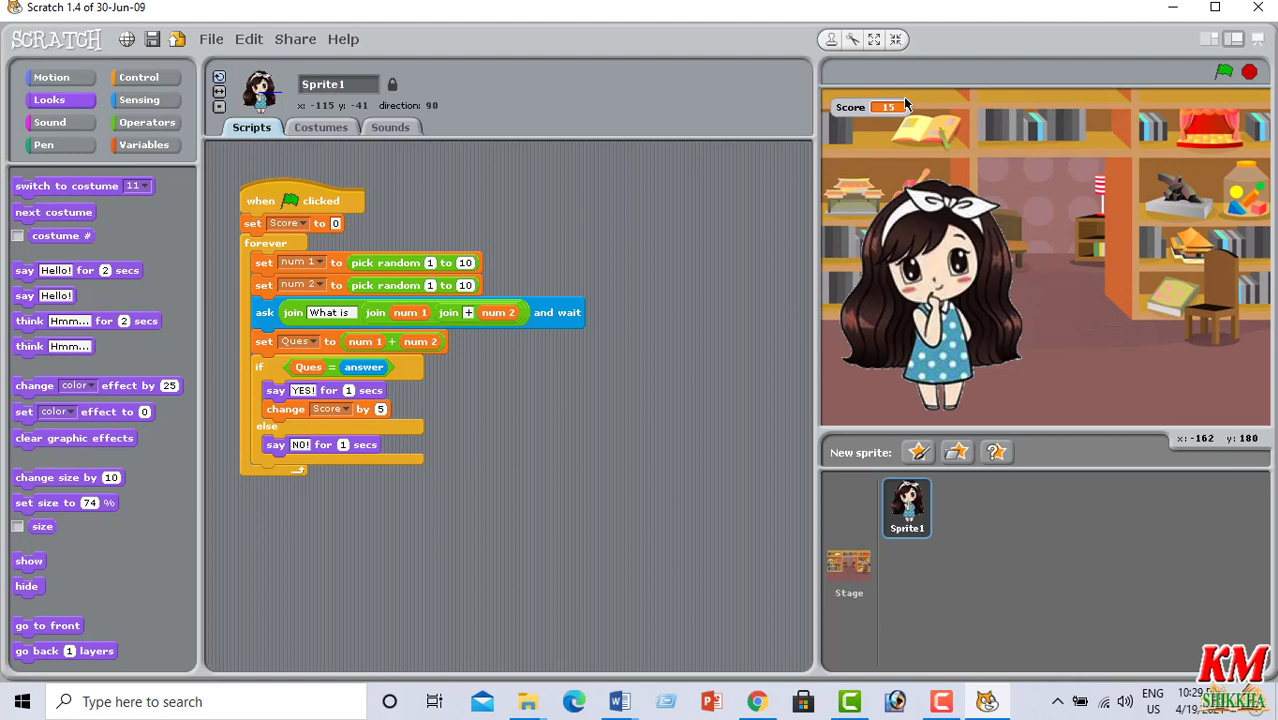 Scratch 1.4 of 30-Jun-09
SCRATCH File Edit Share Help
Motion Control
Looks Sensing
Sound Operators
Pen Variables
switch to costume 11
next costume
costume #
say Hello! for 2 secs
say Hello!
think Hmm... for 2 secs
think Hmm...
change color effect by 25
set color effect to 0
clear graphic effects
change size by 10
set size to 74 %
size
show
hide
go to front
go back 1 layers
Sprite1
x: -115 y: -41 direction: 90
Scripts Costumes Sounds
when clicked
set Score to 0
forever
set num 1 to pick random 1 to 10
set num 2 to pick random 1 to 10
ask join What is join num 1 join + num 2 and wait
set Ques to num 1 + num 2
if Ques = answer
say YES! for 1 secs
change Score by 5
else
say NO! for 1 secs
Score 15
x: -162 y: 180
New sprite:
Sprite1
Stage
KM
SHIKKHA
Type here to search
ENG
US